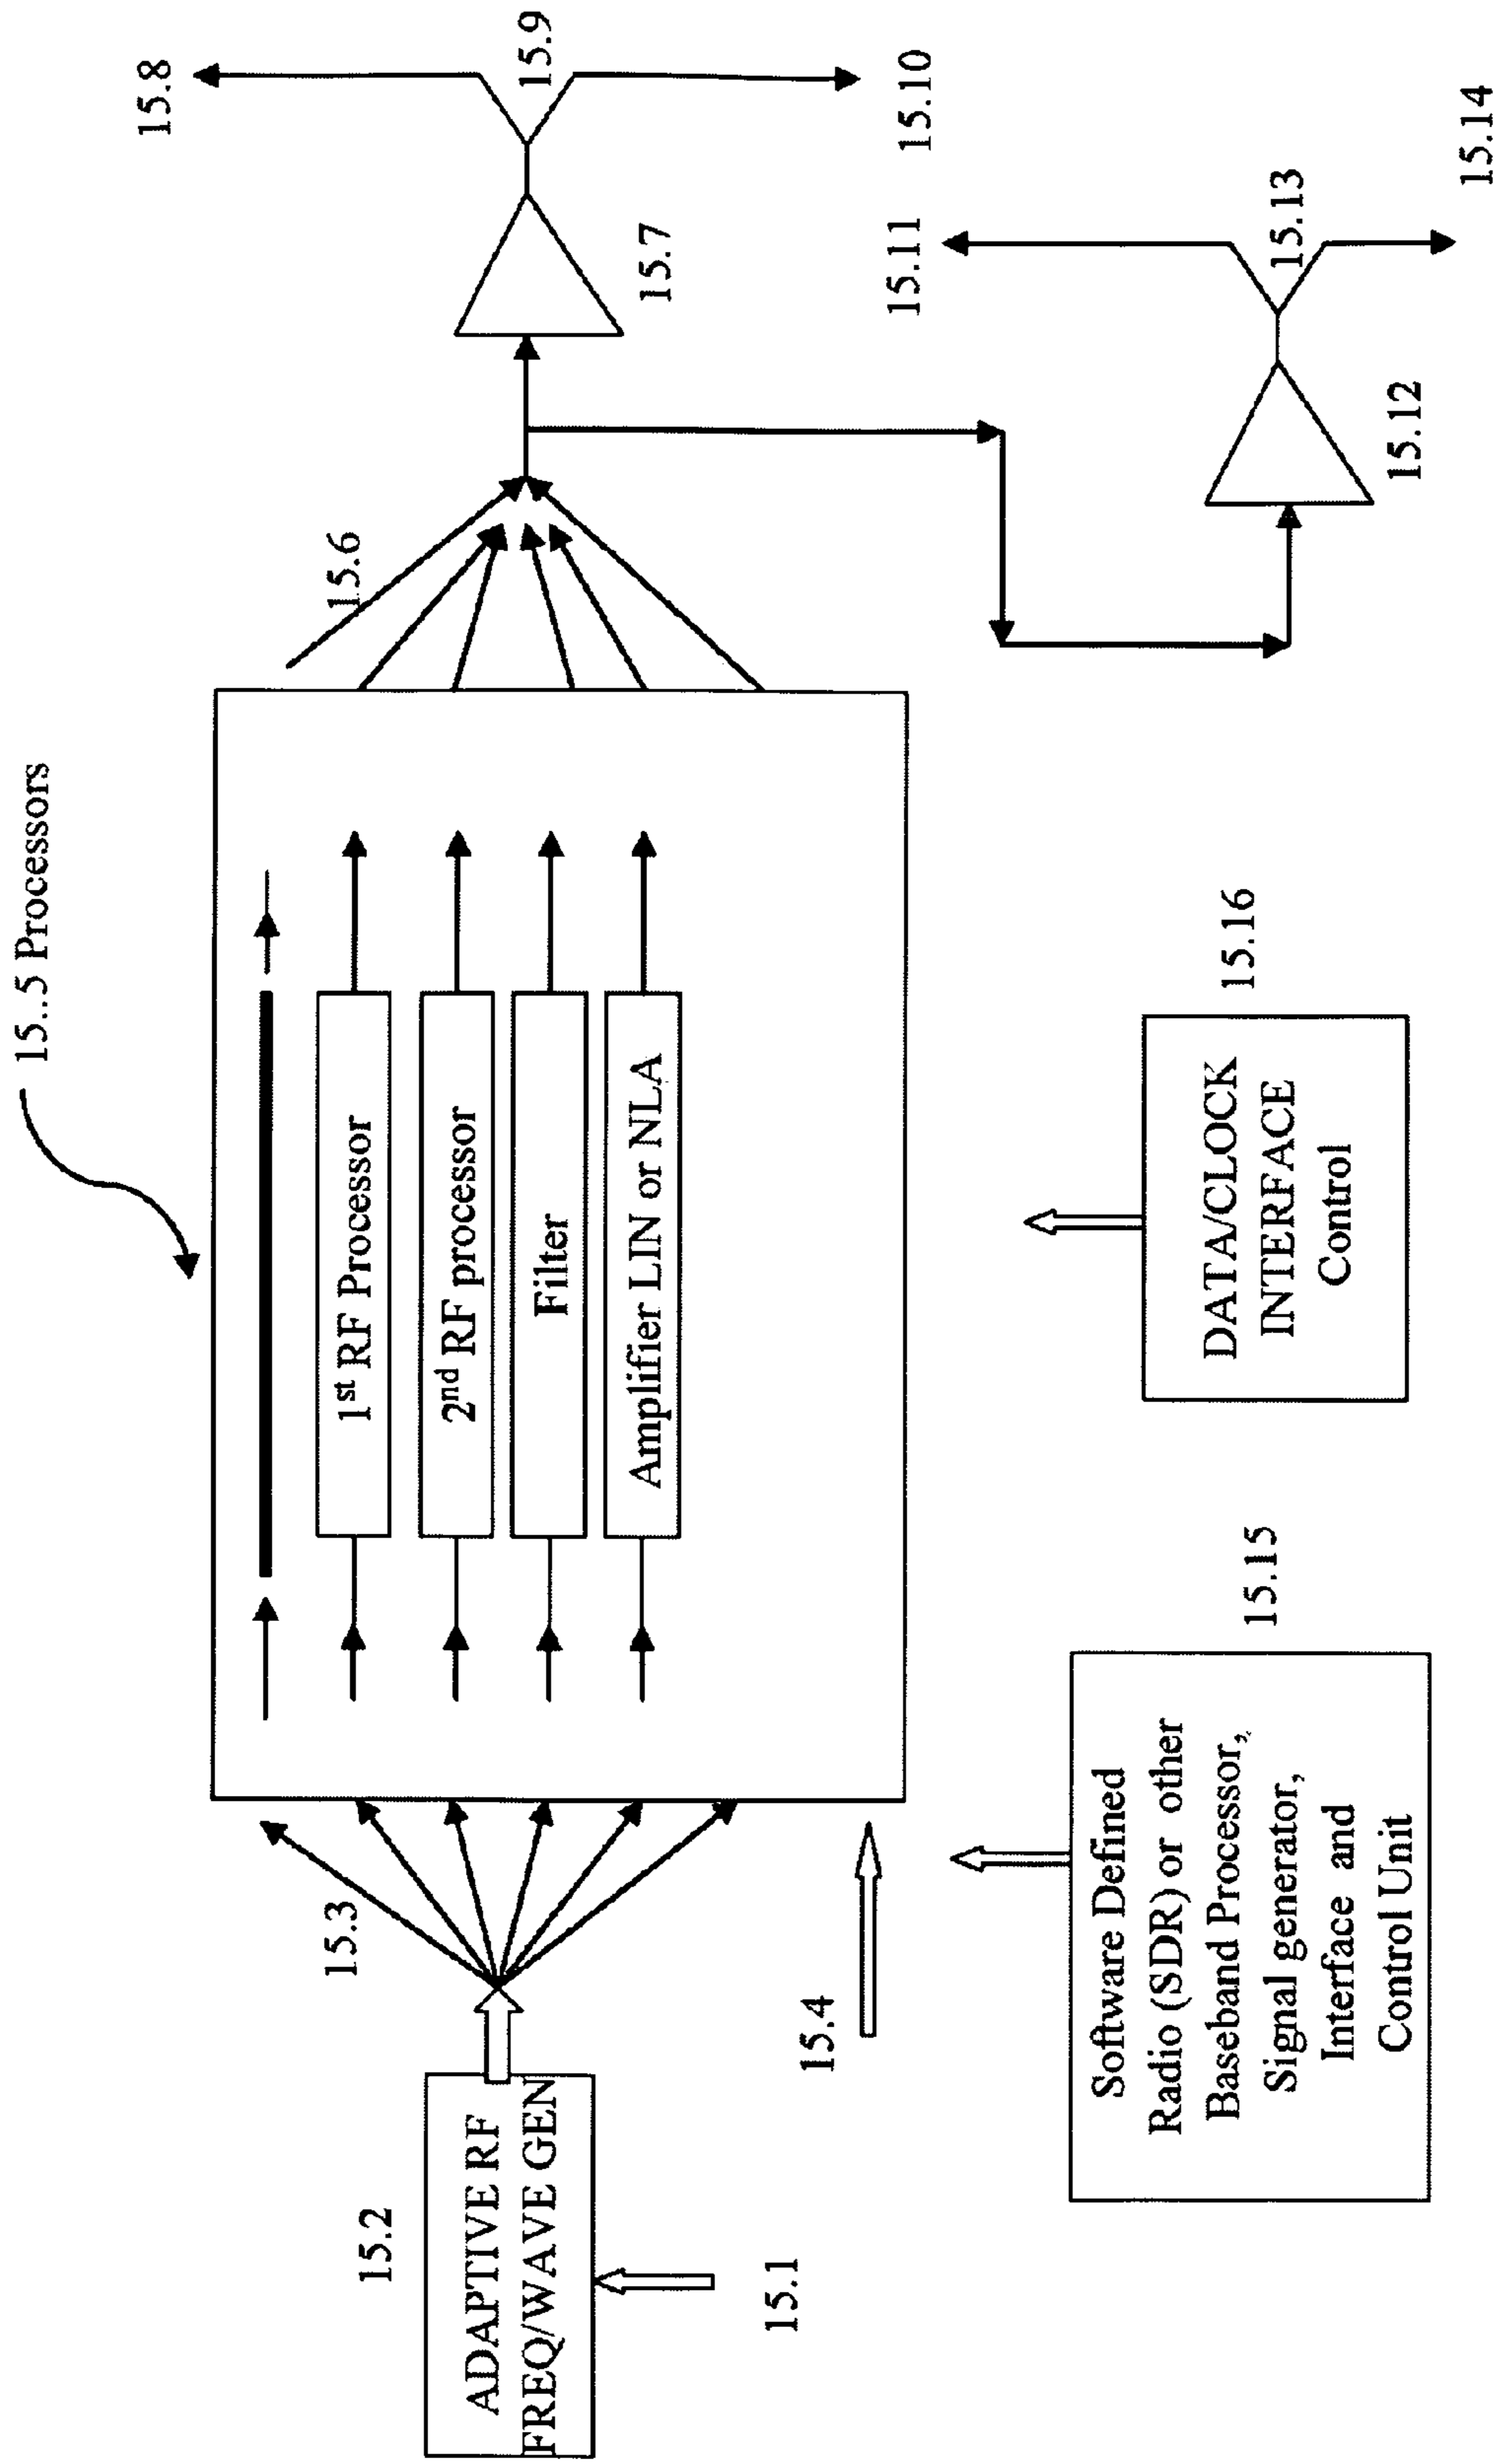 15..5 Processors
15.8
15.9
15.10
15.7
15.6
15.3
15.2
ADAPTIVE RF
FREQ/WAVE GEN
15.1
1st RF Processor
2nd RF processor
Filter
Amplifier LIN or NLA
15.4
15.11
15.13
15.14
15.12
15.15
Software Defined
Radio (SDR) or other
Baseband Processor,
Signal generator,
Interface and
Control Unit
15.16
DATA/CLOCK
INTERFACE
Control